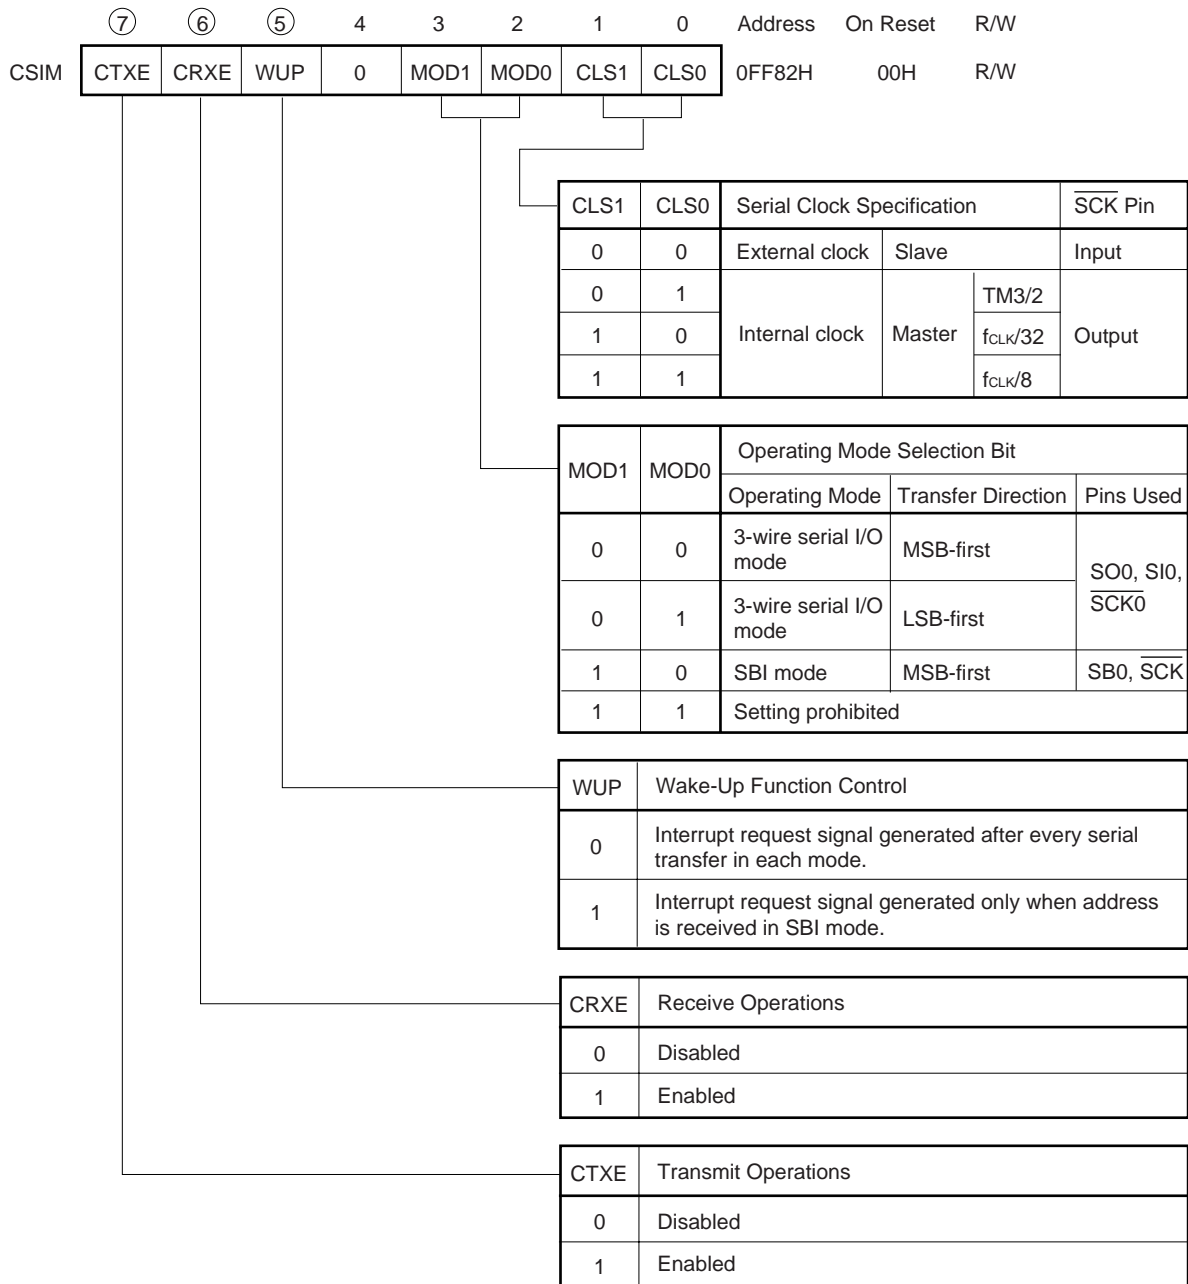 ⑦ ⑥ ⑤ 4 3 2 1 0 Address On Reset R/W
CSIM CTXE CRXE WUP 0 MOD1 MOD0 CLS1 CLS0 0FF82H 00H R/W
CLS1 CLS0 Serial Clock Specification S̅C̅K̅ Pin
0 0 External clock Slave Input
0 1 TM3/2
1 0 Internal clock Master fCLK/32 Output
1 1 fCLK/8
MOD1 MOD0 Operating Mode Selection Bit
Operating Mode Transfer Direction Pins Used
0 0 3-wire serial I/O
mode MSB-first
SO0, SI0,
S̅C̅K̅0̅
0 1 3-wire serial I/O
mode LSB-first
1 0 SBI mode MSB-first SB0, S̅C̅K̅
1 1 Setting prohibited
WUP Wake-Up Function Control
0 Interrupt request signal generated after every serial
transfer in each mode.
1 Interrupt request signal generated only when address
is received in SBI mode.
CRXE Receive Operations
0 Disabled
1 Enabled
CTXE Transmit Operations
0 Disabled
1 Enabled